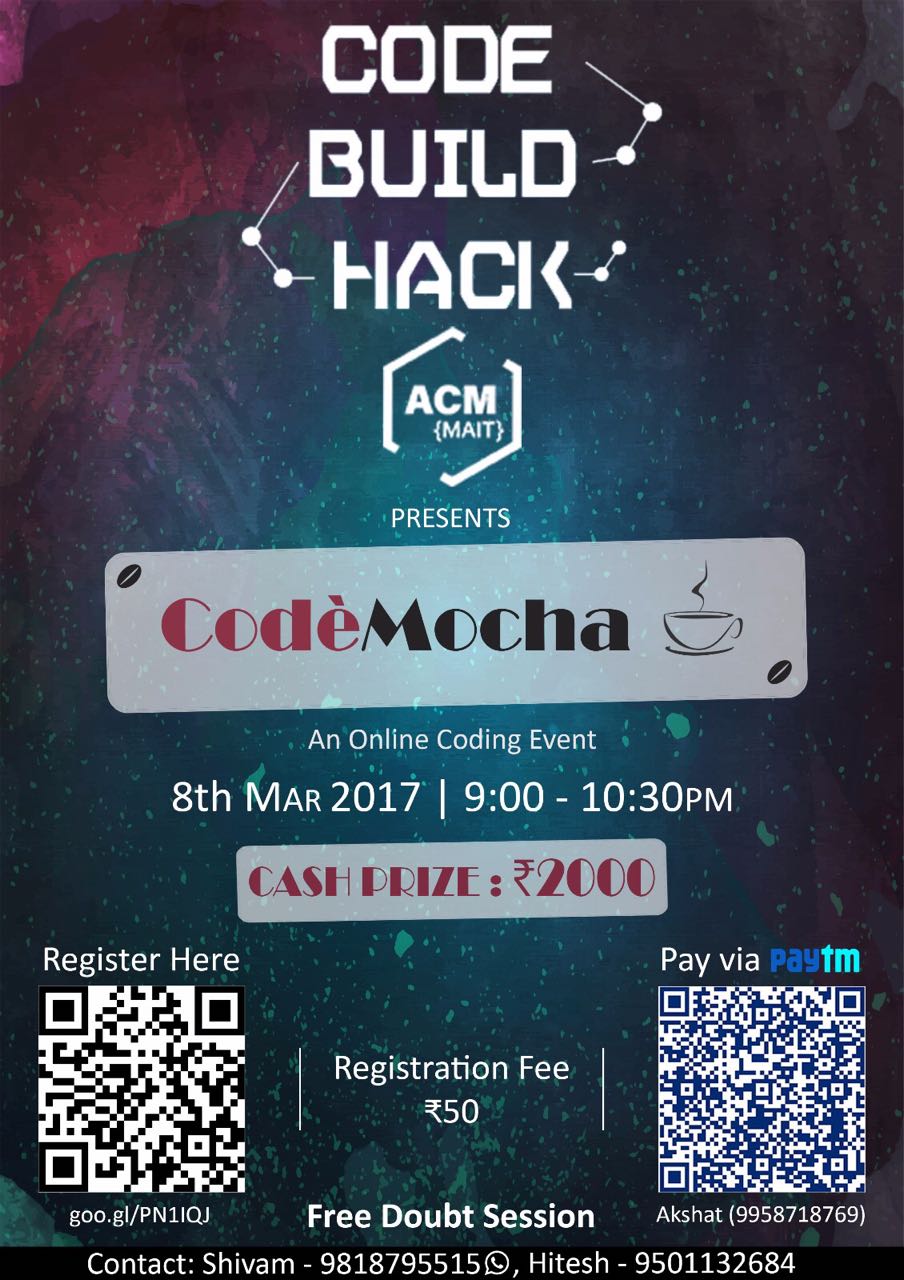 CODE
BUILD
HACK
ACM
{MAIT}
PRESENTS
CodèMocha
An Online Coding Event
8th MAR 2017 | 9:00 - 10:30PM
CASH PRIZE : ₹2000
Register Here
Pay via paytm
Registration Fee
₹50
goo.gl/PN1IQJ
Free Doubt Session
Akshat (9958718769)
Contact: Shivam - 9818795515, Hitesh - 9501132684